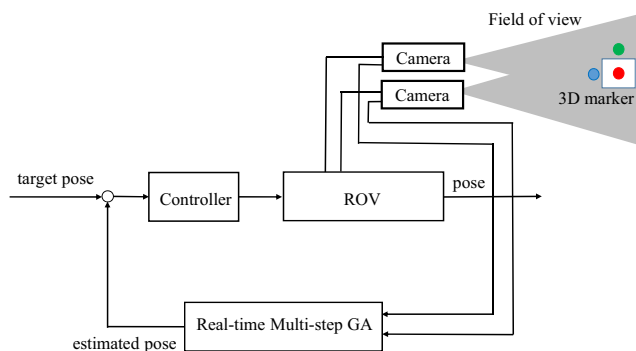 Field of view
Camera
Camera
3D marker
target pose
Controller
ROV
pose
Real-time Multi-step GA
estimated pose